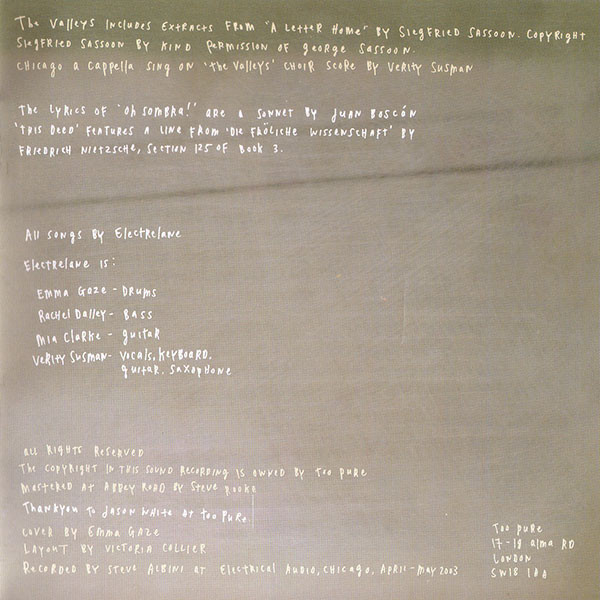 The Valleys includes extracts from "A Letter Home" by Siegfried Sassoon. Copyright
Siegfried Sassoon by kind permission of George Sassoon.
Chicago a cappella sing on 'The Valleys' choir score by Verity Susman
The lyrics of 'Oh Sombra!' are a sonnet by Juan Boscón
'This Deed' features a line from 'Die Fröliche Wissenschaft' by
Friedrich Nietzsche, Section 125 of Book 3.
All songs by Electrelane
Electrelane is:
Emma Gaze - Drums
Rachel Dalley - Bass
Mia Clarke - guitar
Verity Susman - vocals, keyboard,
guitar, saxophone
all rights reserved
The copyright in this sound recording is owned by Too Pure
Mastered at Abbey Road by Steve Rooke
Thankyou to Jason White at Too Pure.
Cover by Emma Gaze
Layout by Victoria Collier
Recorded by Steve Albini at Electrical Audio, Chicago, April - May 2003
Too Pure
17-19 Alma RD
London
SW18 1AA